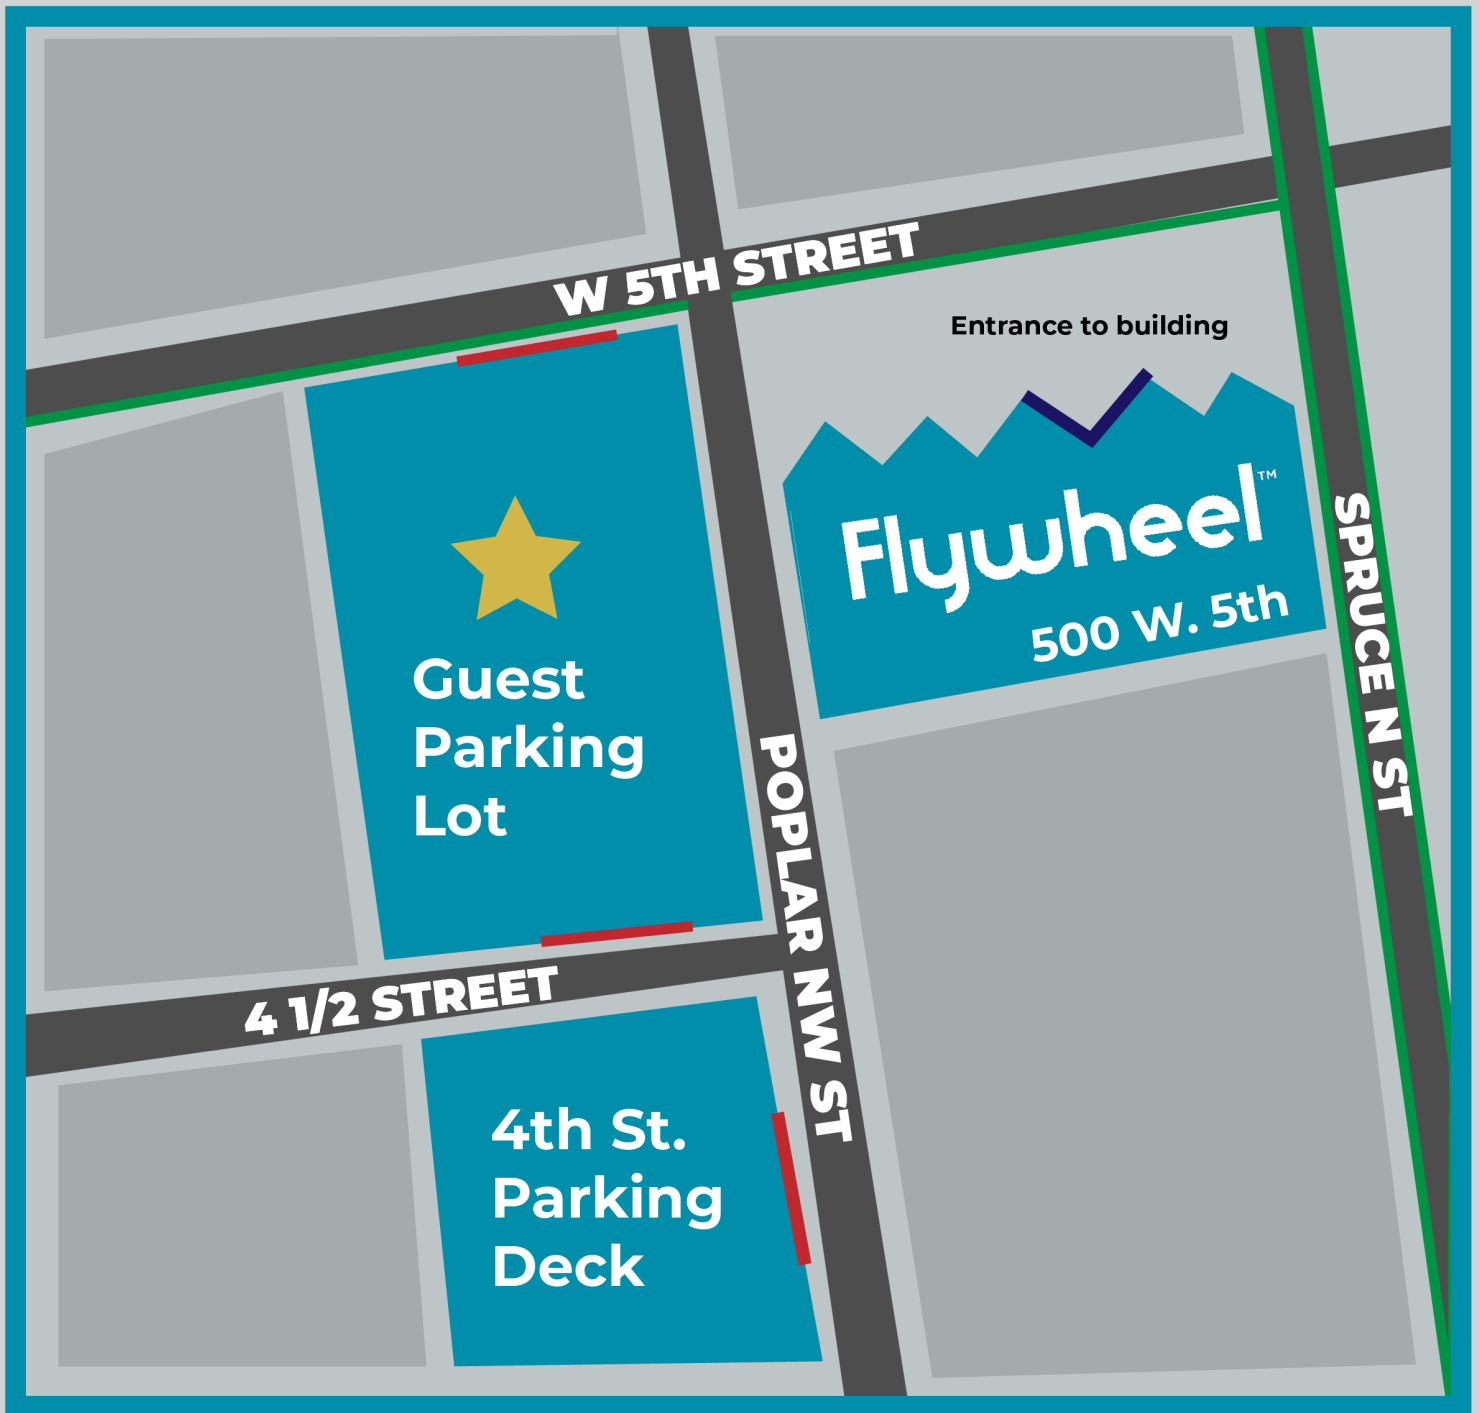 W 5TH STREET
Entrance to building
Flywheel™
500 W. 5th
SPRUCE N ST
Guest
Parking
Lot
POPLAR NW ST
4 1/2 STREET
4th St.
Parking
Deck